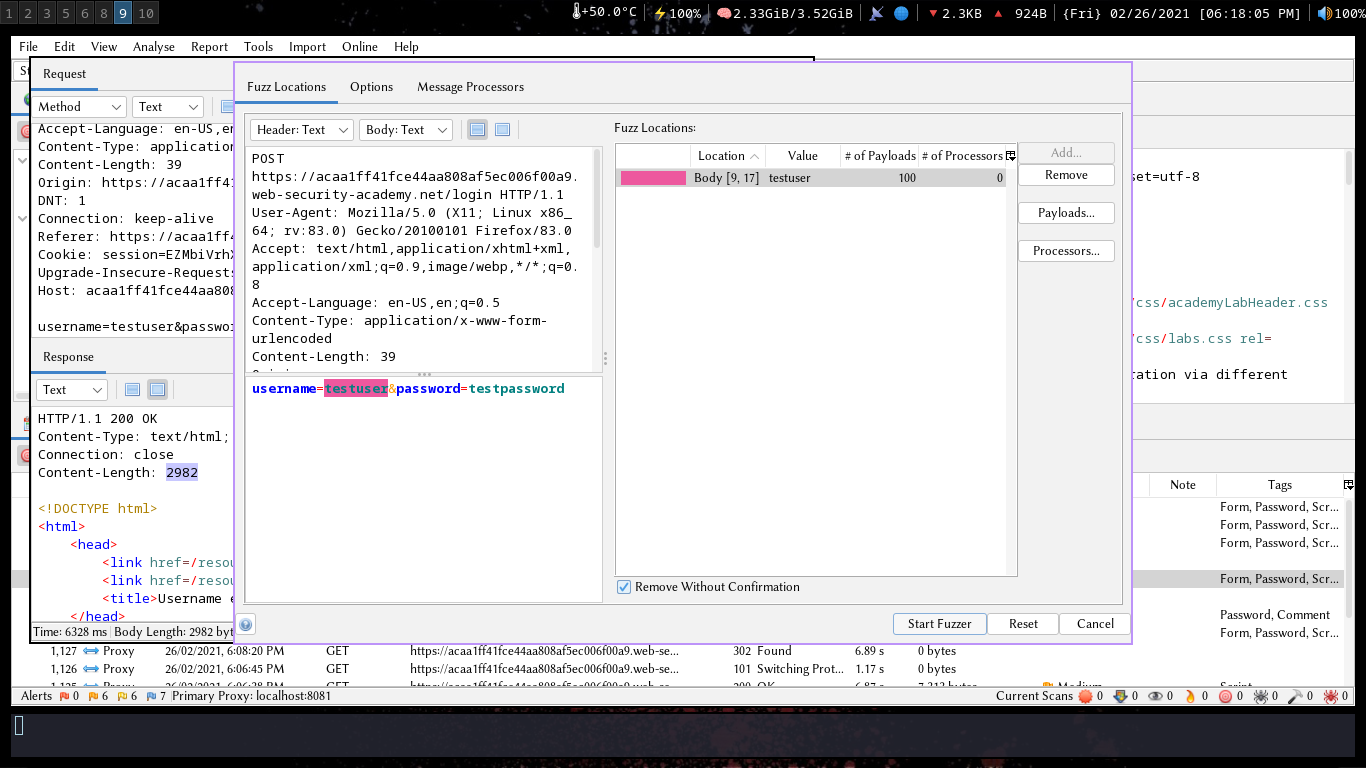 1 2 3 5 6 8 9 10
+50.0°C 100% 2.33GiB/3.52GiB 2.3KB 924B {Fri} 02/26/2021 [06:18:05 PM] 100%
File Edit View Analyse Report Tools Import Online Help
Request
Method Text
Accept-Language: en-US,en
Content-Type: application
Content-Length: 39
Origin: https://acaa1ff4
DNT: 1
Connection: keep-alive
Referer: https://acaa1ff
Cookie: session=EZMbiVrhX
Upgrade-Insecure-Requests
Host: acaa1ff41fce44aa808
username=testuser&passwor
Response
Text
HTTP/1.1 200 OK
Content-Type: text/html;
Connection: close
Content-Length: 2982
<!DOCTYPE html>
<html>
<head>
<link href=/resou
<link href=/resou
<title>Username e
</head>
Time: 6328 ms Body Length: 2982 byt
Fuzz Locations Options Message Processors
Header: Text Body: Text
POST
https://acaa1ff41fce44aa808af5ec006f00a9.
web-security-academy.net/login HTTP/1.1
User-Agent: Mozilla/5.0 (X11; Linux x86_
64; rv:83.0) Gecko/20100101 Firefox/83.0
Accept: text/html,application/xhtml+xml,
application/xml;q=0.9,image/webp,*/*;q=0.
8
Accept-Language: en-US,en;q=0.5
Content-Type: application/x-www-form-
urlencoded
Content-Length: 39
username=testuser&password=testpassword
Fuzz Locations:
Location Value # of Payloads # of Processors
Body [9, 17] testuser 100 0
Add...
Remove
Payloads...
Processors...
Remove Without Confirmation
Start Fuzzer Reset Cancel
set=utf-8
/css/academyLabHeader.css
/css/labs.css rel=
ration via different
Note Tags
Form, Password, Scr...
Form, Password, Scr...
Form, Password, Scr...
Form, Password, Scr...
Password, Comment
Form, Password, Scr...
1,127 Proxy 26/02/2021, 6:08:20 PM GET https://acaa1ff41fce44aa808af5ec006f00a9.web-se... 302 Found 6.89 s 0 bytes
1,126 Proxy 26/02/2021, 6:06:45 PM GET https://acaa1ff41fce44aa808af5ec006f00a9.web-se... 101 Switching Prot... 1.17 s 0 bytes
Alerts 0 6 6 7 Primary Proxy: localhost:8081 Current Scans 0 0 0 0 0 0 0 0